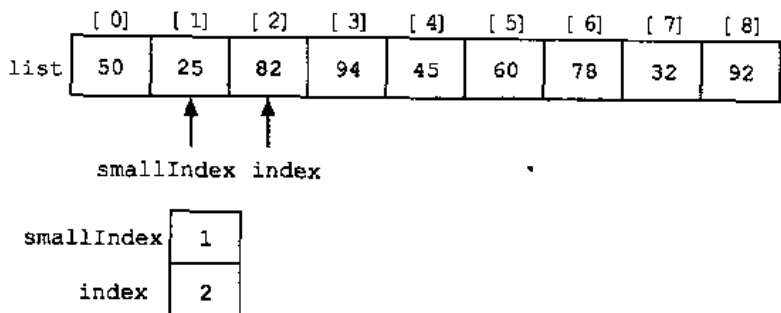 [ 0] [ 1] [ 2] [ 3] [ 4] [ 5] [ 6] [ 7] [ 8]
list 50 25 82 94 45 60 78 32 92
smallIndex index
smallIndex 1
index 2